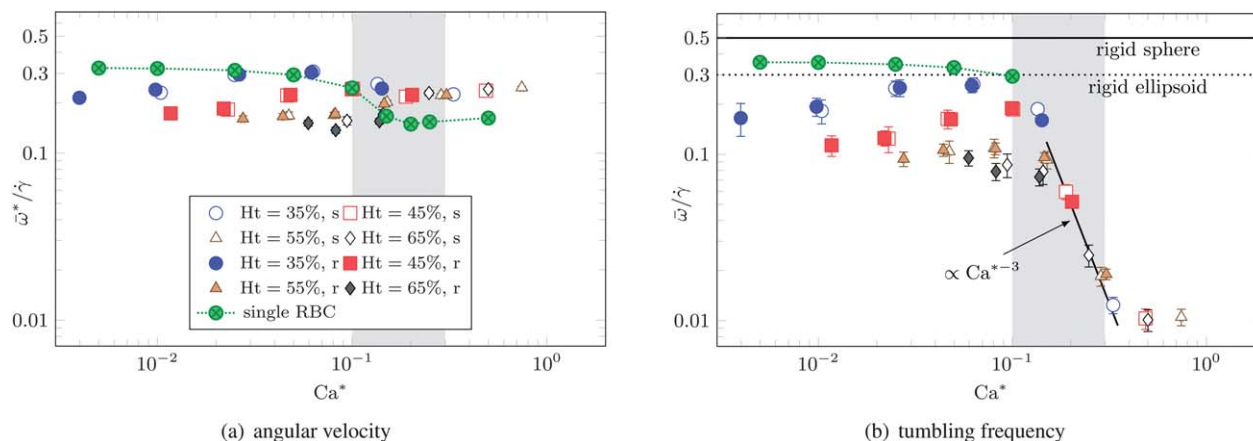 0.5
0.3
0.1
0.01
ω̄*/γ̇
10⁻² 10⁻¹ 10⁰
Ca*
Ht = 35%, s Ht = 45%, s
Ht = 55%, s Ht = 65%, s
Ht = 35%, r Ht = 45%, r
Ht = 55%, r Ht = 65%, r
single RBC
(a) angular velocity
0.5
0.3
0.1
0.01
ω̄/γ̇
rigid sphere
rigid ellipsoid
∝ Ca*⁻³
10⁻² 10⁻¹ 10⁰
Ca*
(b) tumbling frequency